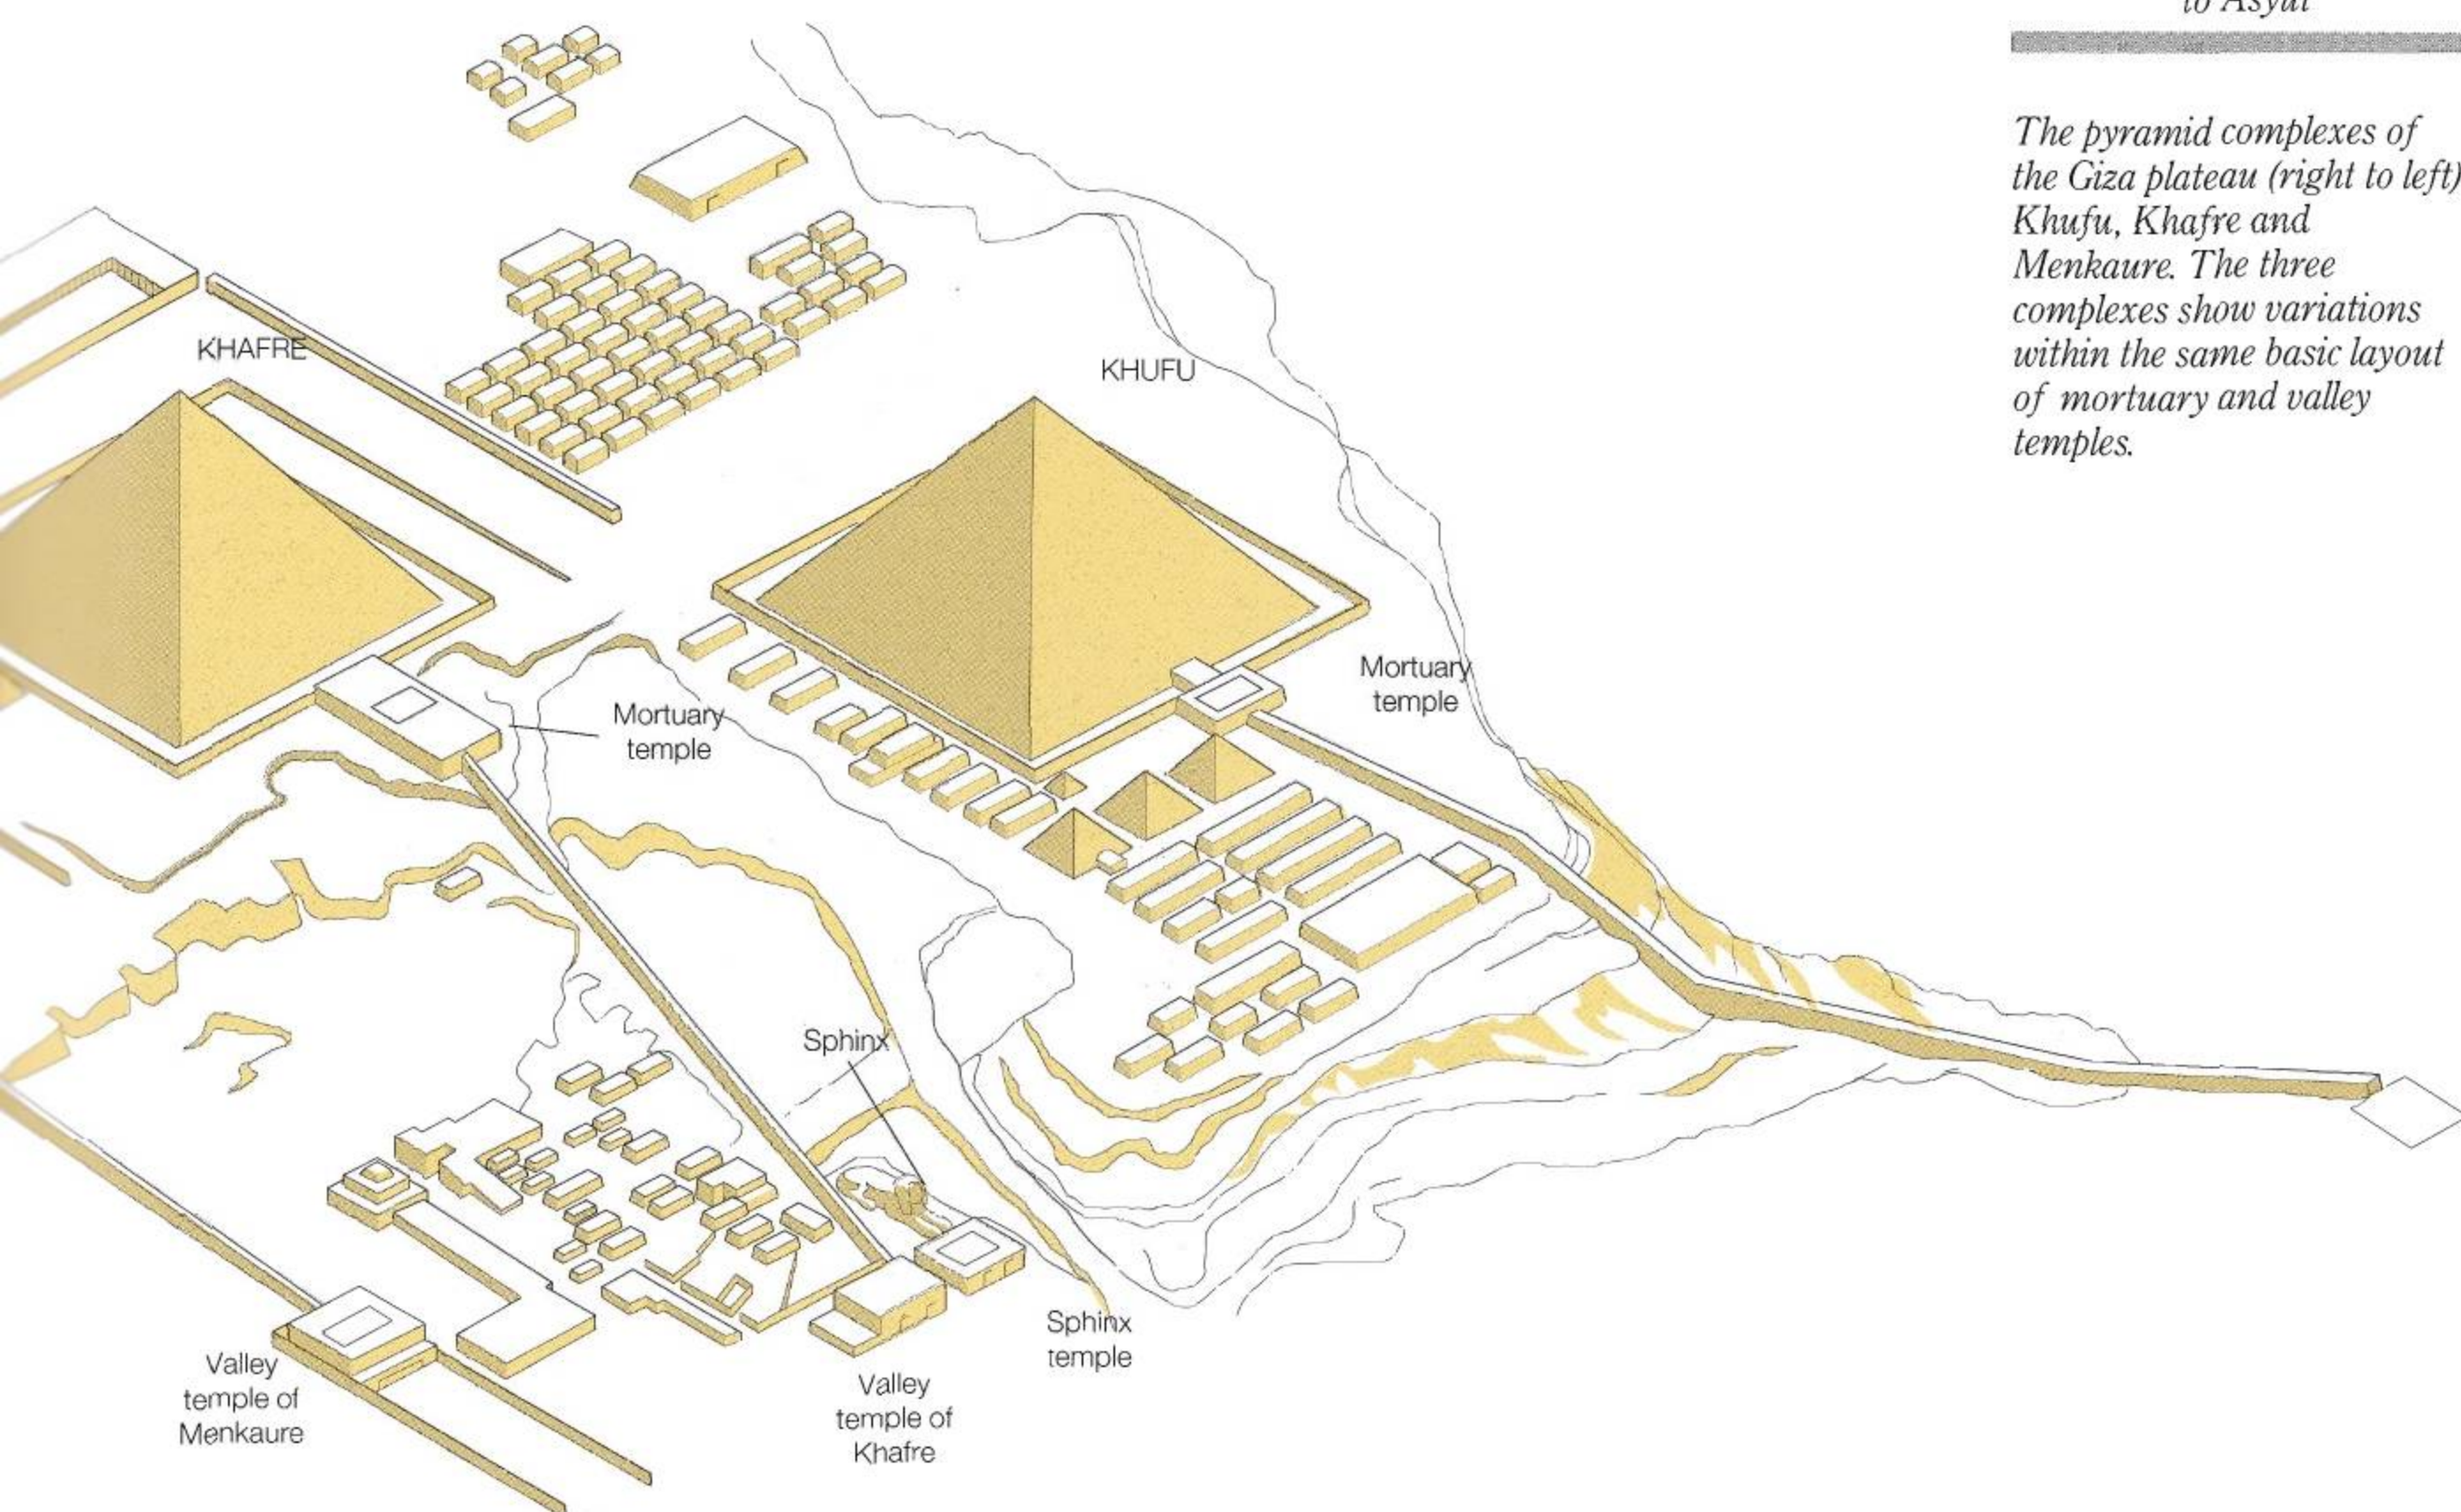 to Asyut
The pyramid complexes of
the Giza plateau (right to left)
Khufu, Khafre and
Menkaure. The three
complexes show variations
within the same basic layout
of mortuary and valley
temples.
KHAFRE
KHUFU
Mortuary
temple
Mortuary
temple
Sphinx
Sphinx
temple
Valley
temple of
Menkaure
Valley
temple of
Khafre